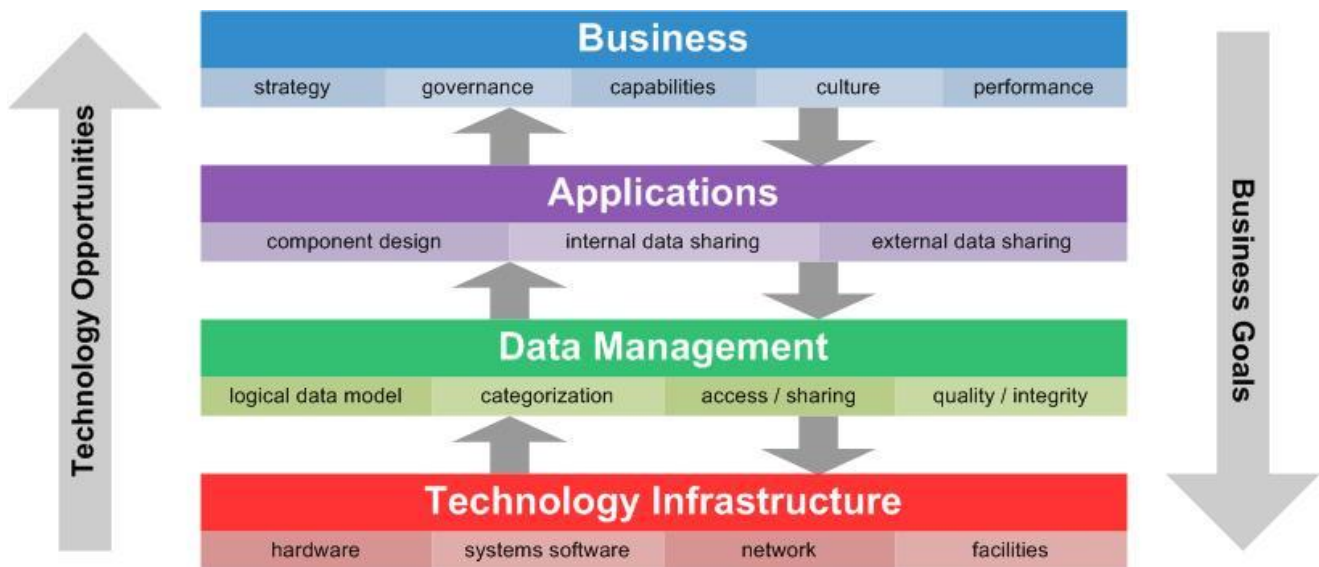 Business
strategy governance capabilities culture performance
Applications
component design internal data sharing external data sharing
Data Management
logical data model categorization access / sharing quality / integrity
Technology Infrastructure
hardware systems software network facilities
Technology Opportunities
Business Goals